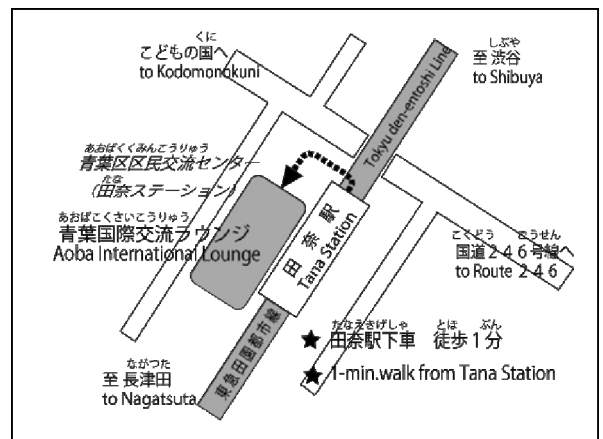 くに
こどもの国へ
to Kodomonokuni
しぶや
至 渋谷
to Shibuya
Tokyu den-entoshi Line
あおばくくみんこうりゅう
青葉区区民交流センター
たな
(田奈ステーション)
あおばこくさいこうりゅう
青葉国際交流ラウンジ
Aoba International Lounge
田奈駅
Tana Station
こくどう ごうせん
国道246号線へ
to Route 246
東急田園都市線
たなえきげしゃ とほ ぷん
★ 田奈駅下車 徒歩1分
★ 1-min.walk from Tana Station
ながつた
至 長津田
to Nagatsuta